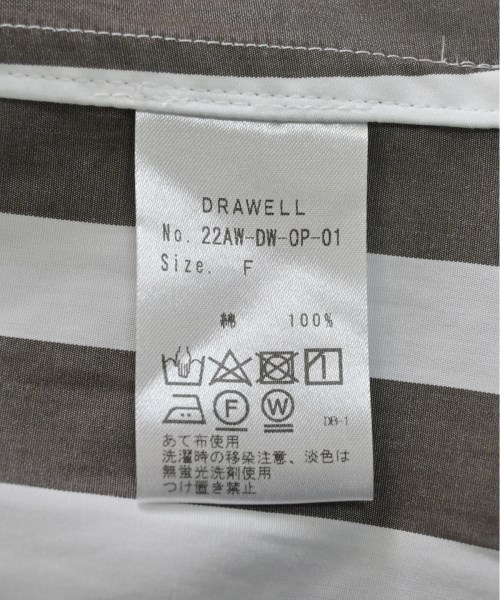 DRAWELL
No. 22AW-DW-OP-01
Size. F
綿 100%
F W DB-1
あて布使用
洗濯時の移染注意、淡色は
無蛍光洗剤使用
つけ置き禁止